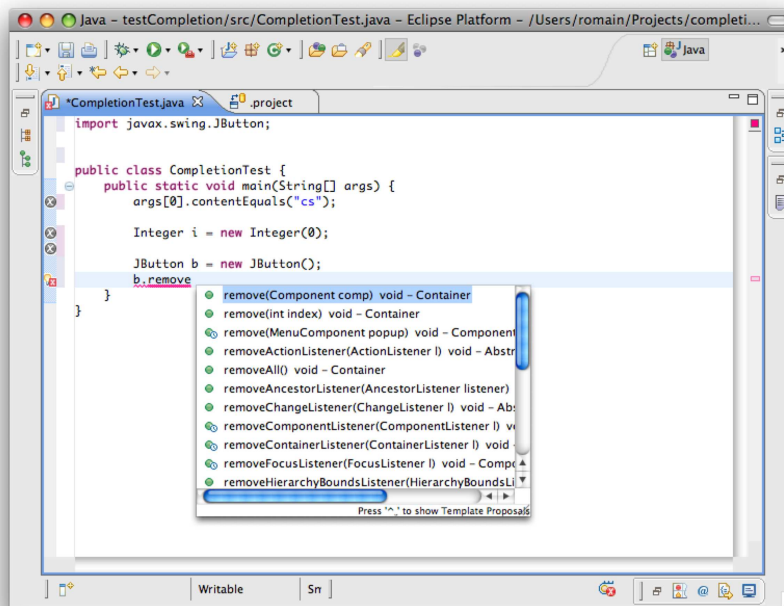 Java – testCompletion/src/CompletionTest.java – Eclipse Platform – /Users/romain/Projects/completi...
Java
*CompletionTest.java
.project
import javax.swing.JButton;
public class CompletionTest {
public static void main(String[] args) {
args[0].contentEquals("cs");
Integer i = new Integer(0);
JButton b = new JButton();
b.remove
}
}
remove(Component comp) void – Container
remove(int index) void – Container
remove(MenuComponent popup) void – Component
removeActionListener(ActionListener l) void – Abstr
removeAll() void – Container
removeAncestorListener(AncestorListener listener)
removeChangeListener(ChangeListener l) void – Abs
removeComponentListener(ComponentListener l) vo
removeContainerListener(ContainerListener l) void –
removeFocusListener(FocusListener l) void – Compo
removeHierarchyBoundsListener(HierarchyBoundsLi
Press '^_' to show Template Proposals
Writable
Sm